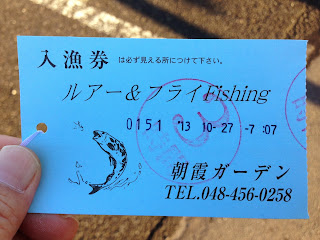 入漁券 は必ず見える所につけて下さい。
ルアー＆フライFishing
0151 '13 10-27 -7:07
朝霞ガーデン
TEL.048-456-0258